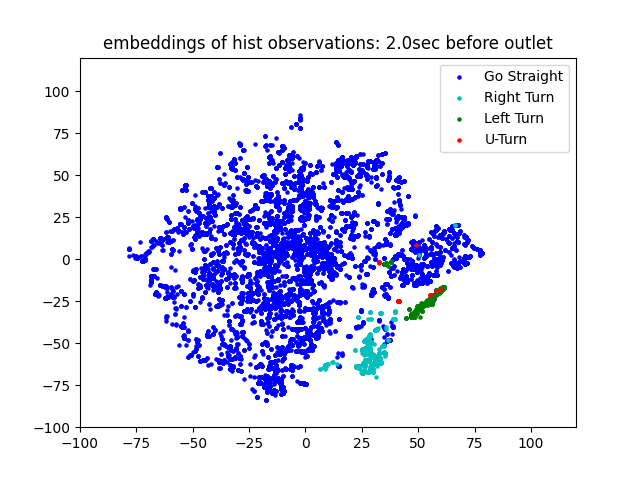 embeddings of hist observations: 2.0sec before outlet
Go Straight
Right Turn
Left Turn
U-Turn
100
75
50
25
0
−25
−50
−75
−100
−100 −75 −50 −25 0 25 50 75 100